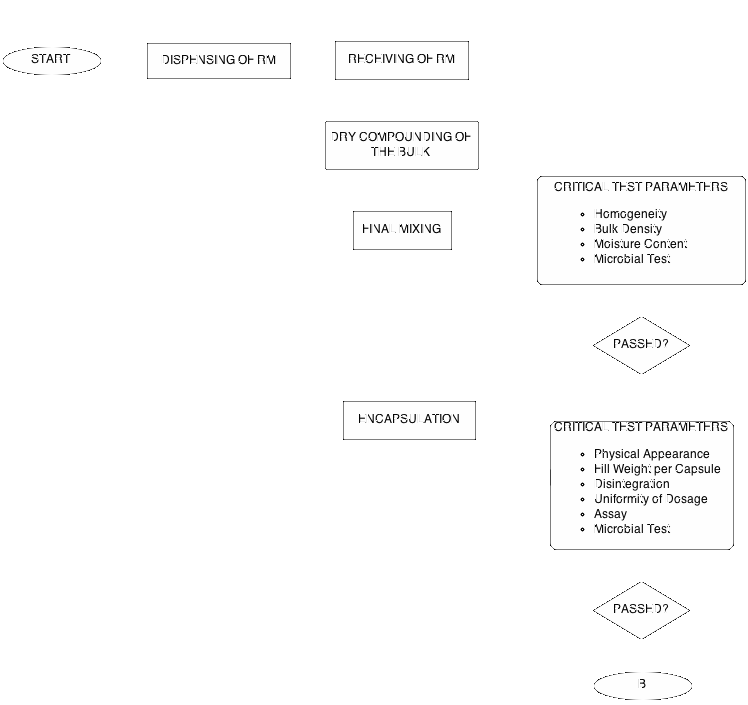 START
DISPENSING OF RM
RECEIVING OF RM
DRY COMPOUNDING OF
THE BULK
CRITICAL TEST PARAMETERS
Homogeneity
Bulk Density
Moisture Content
Microbial Test
FINAL MIXING
PASSED?
ENCAPSULATION
CRITICAL TEST PARAMETERS
Physical Appearance
Fill Weight per Capsule
Disintegration
Uniformity of Dosage
Assay
Microbial Test
PASSED?
B